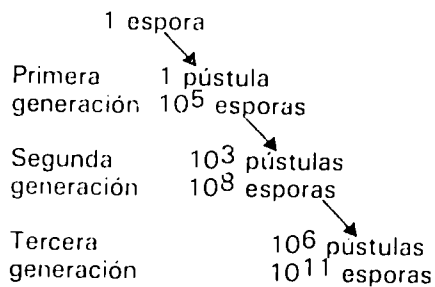 1 espora
Primera 1 pústula
generación 10⁵ esporas
Segunda 10³ pústulas
generación 10⁸ esporas
Tercera 10⁶ pústulas
generación 10¹¹ esporas